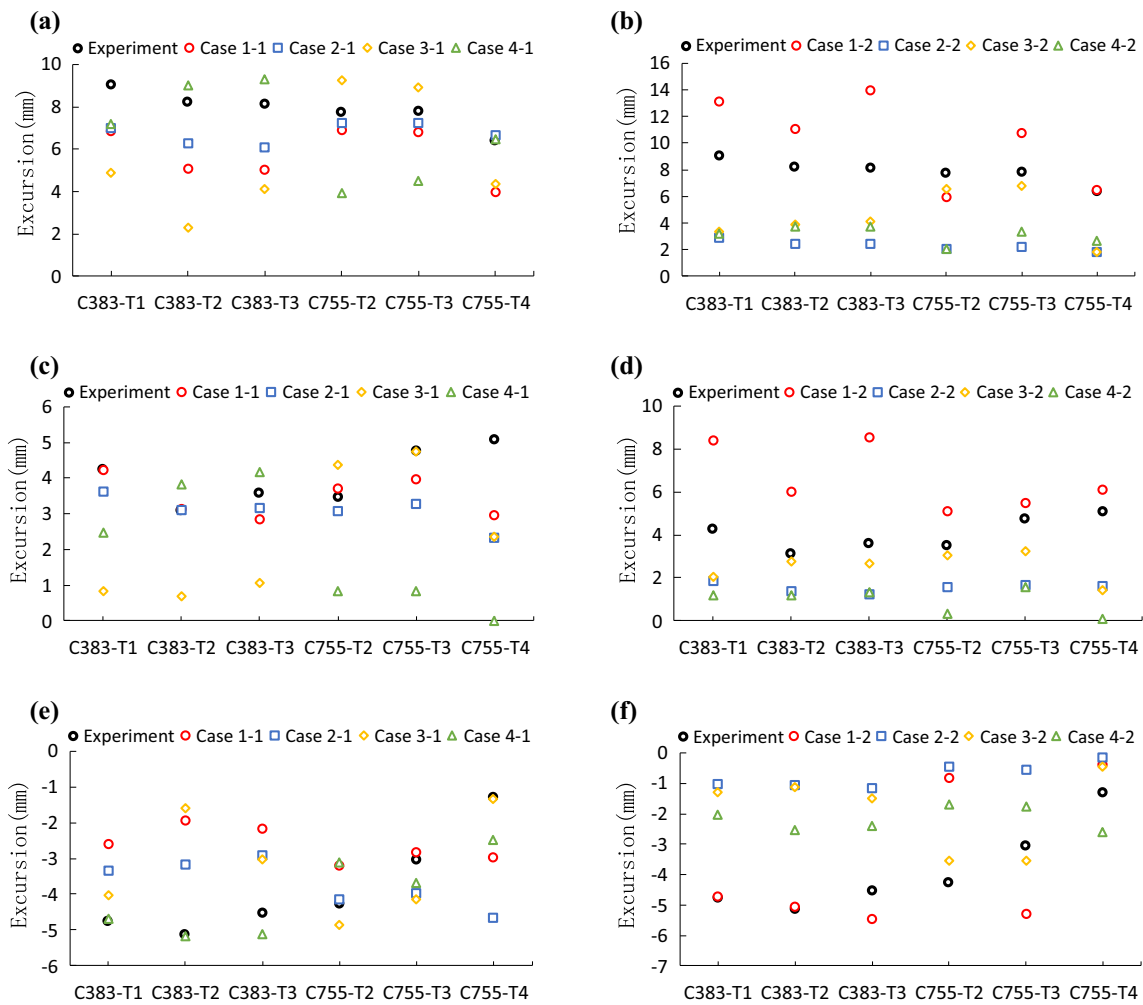 (a)
Experiment Case 1-1 Case 2-1 Case 3-1 Case 4-1
Excursion(mm)
10
8
6
4
2
0
C383-T1 C383-T2 C383-T3 C755-T2 C755-T3 C755-T4
(b)
Experiment Case 1-2 Case 2-2 Case 3-2 Case 4-2
Excursion(mm)
16
14
12
10
8
6
4
2
0
C383-T1 C383-T2 C383-T3 C755-T2 C755-T3 C755-T4
(c)
Experiment Case 1-1 Case 2-1 Case 3-1 Case 4-1
Excursion(mm)
6
5
4
3
2
1
0
C383-T1 C383-T2 C383-T3 C755-T2 C755-T3 C755-T4
(d)
Experiment Case 1-2 Case 2-2 Case 3-2 Case 4-2
Excursion(mm)
10
8
6
4
2
0
C383-T1 C383-T2 C383-T3 C755-T2 C755-T3 C755-T4
(e)
Experiment Case 1-1 Case 2-1 Case 3-1 Case 4-1
Excursion(mm)
0
-1
-2
-3
-4
-5
-6
C383-T1 C383-T2 C383-T3 C755-T2 C755-T3 C755-T4
(f)
Experiment Case 1-2 Case 2-2 Case 3-2 Case 4-2
Excursion(mm)
0
-1
-2
-3
-4
-5
-6
-7
C383-T1 C383-T2 C383-T3 C755-T2 C755-T3 C755-T4